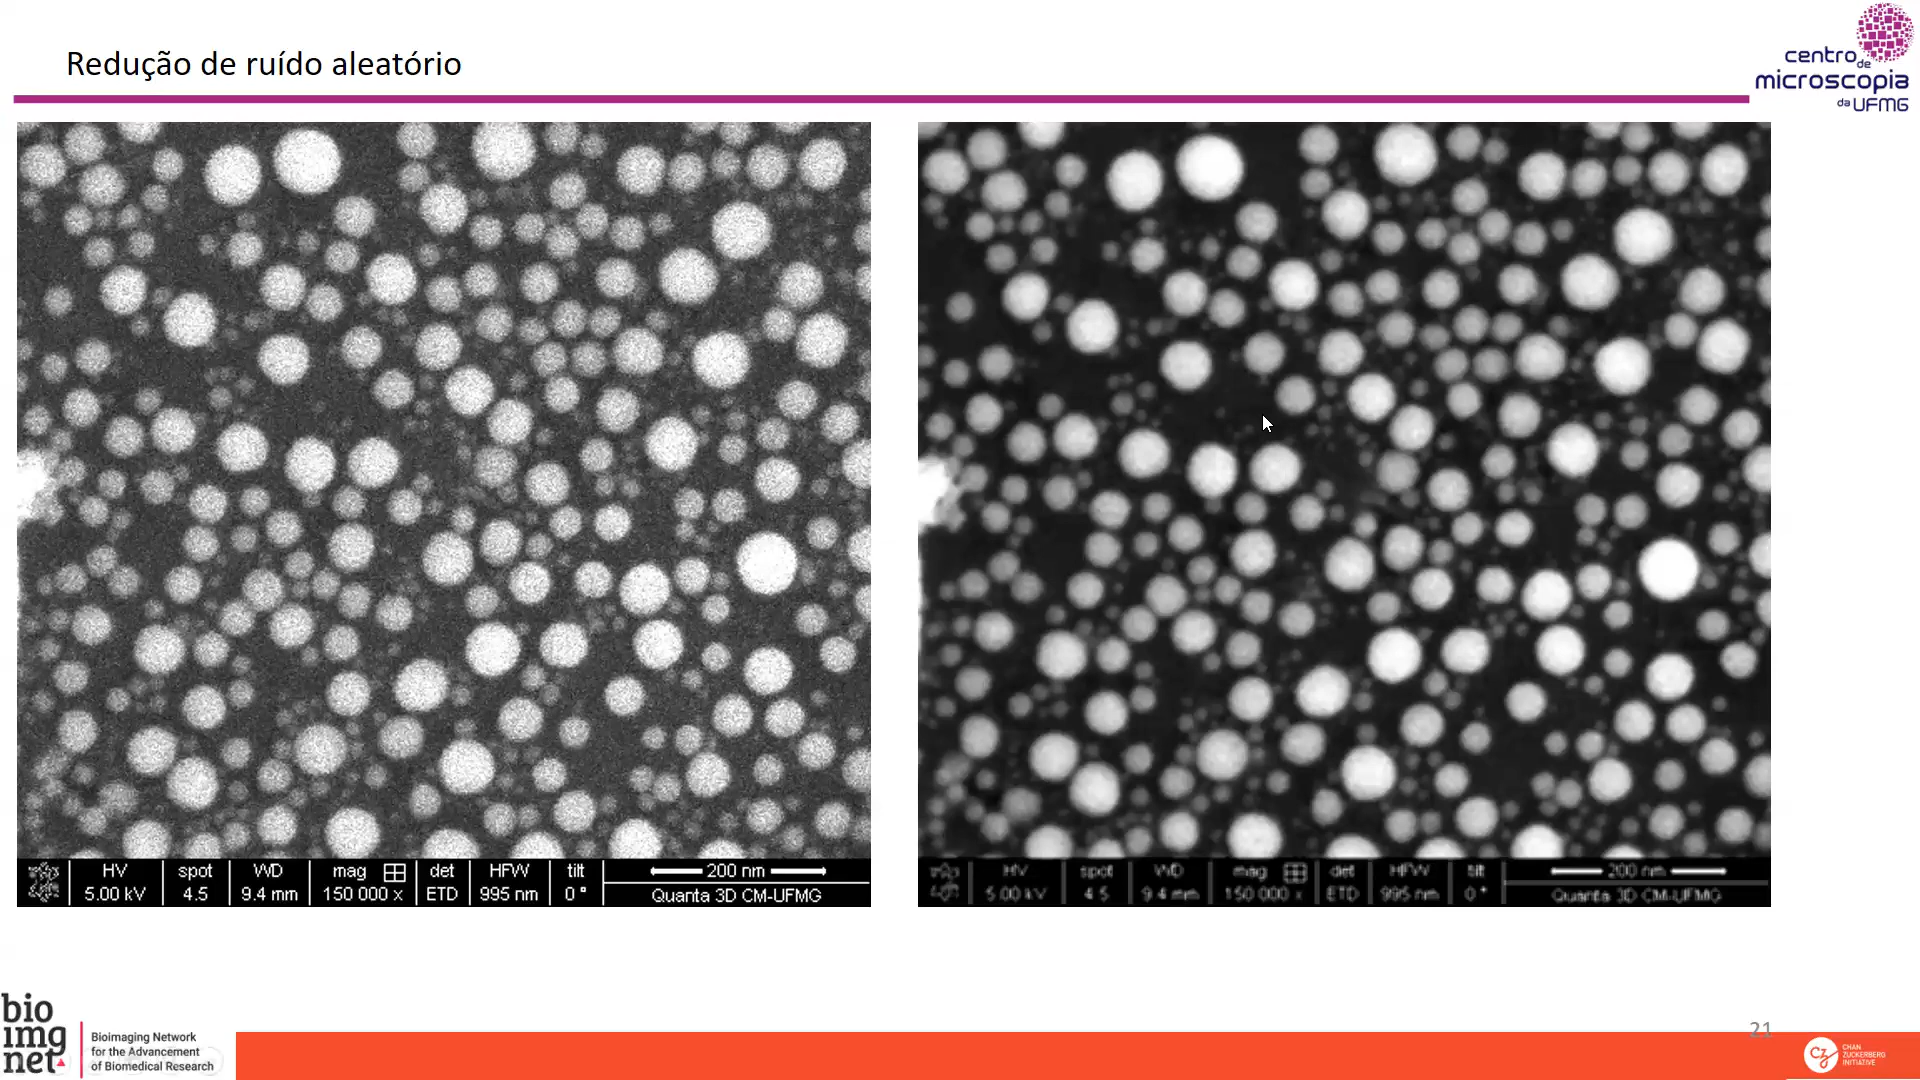 Redução de ruído aleatório
centro
de
microscopia
da UFMG
HV
5.00 kV
spot
4.5
WD
9.4 mm
mag
150 000 x
det
ETD
HFW
995 nm
tilt
0 °
200 nm
Quanta 3D CM-UFMG
HV
5.00 kV
spot
4.5
WD
9.4 mm
mag
150 000 x
det
ETD
HFW
995 nm
tilt
0 °
200 nm
Quanta 3D CM-UFMG
bio
img
net
Bioimaging Network
for the Advancement
of Biomedical Research
21
CZ
CHAN
ZUCKERBERG
INITIATIVE